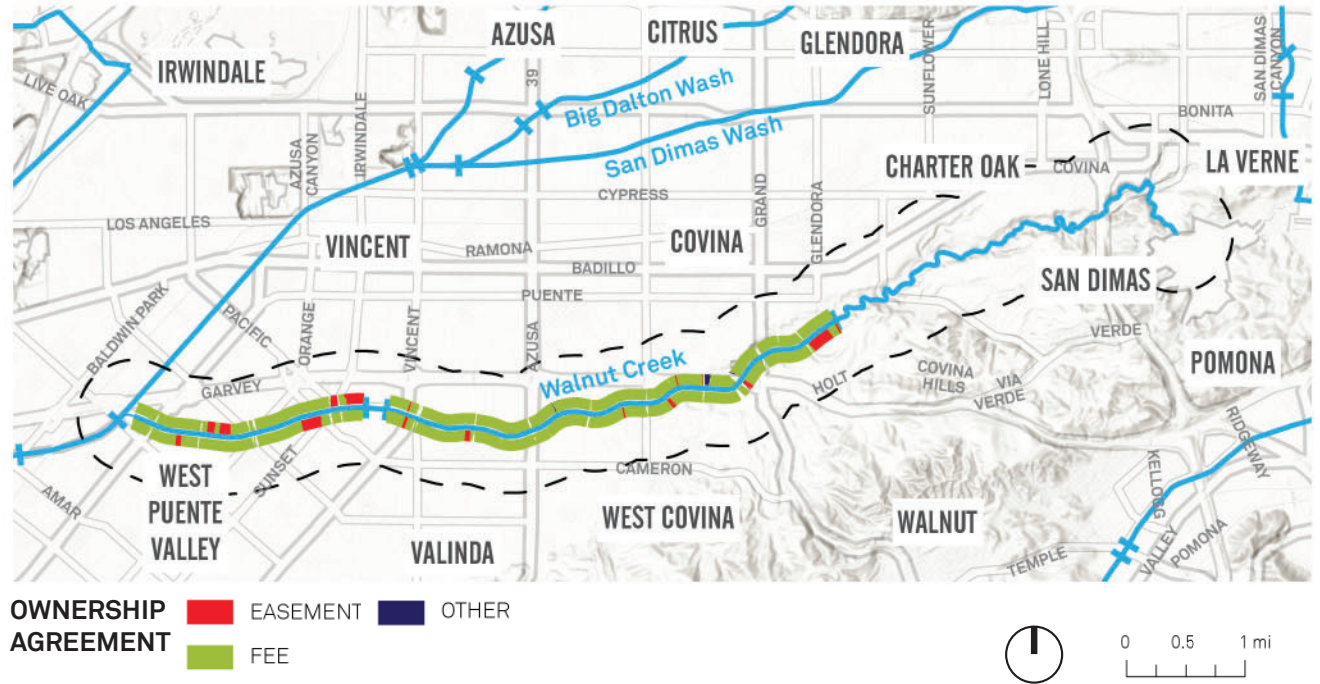 AZUSA
CITRUS
GLENDORA
IRWINDALE
LIVE OAK
39
SUNFLOWER
LONE HILL
SAN DIMAS
CANYON
Big Dalton Wash
BONITA
IRWINDALE
AZUSA
CANYON
San Dimas Wash
CHARTER OAK
COVINA
LA VERNE
CYPRESS
GRAND
GLENDORA
LOS ANGELES
VINCENT
RAMONA
COVINA
BADILLO
SAN DIMAS
PUENTE
BALDWIN PARK
PACIFIC
ORANGE
VINCENT
AZUSA
VERDE
Walnut Creek
POMONA
GARVEY
HOLT
COVINA
HILLS
VIA
VERDE
RIDGEWAY
WEST
PUENTE
VALLEY
SUNSET
CAMERON
KELLOGG
AMAR
WEST COVINA
WALNUT
VALINDA
TEMPLE
VALLEY
POMONA
OWNERSHIP
AGREEMENT
EASEMENT
OTHER
FEE
0 0.5 1 mi